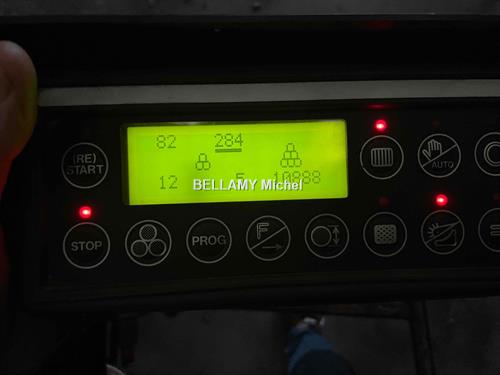 82 284
12 5 10888
BELLAMY Michel
(RE)
START
AUTO
STOP
PROG
F